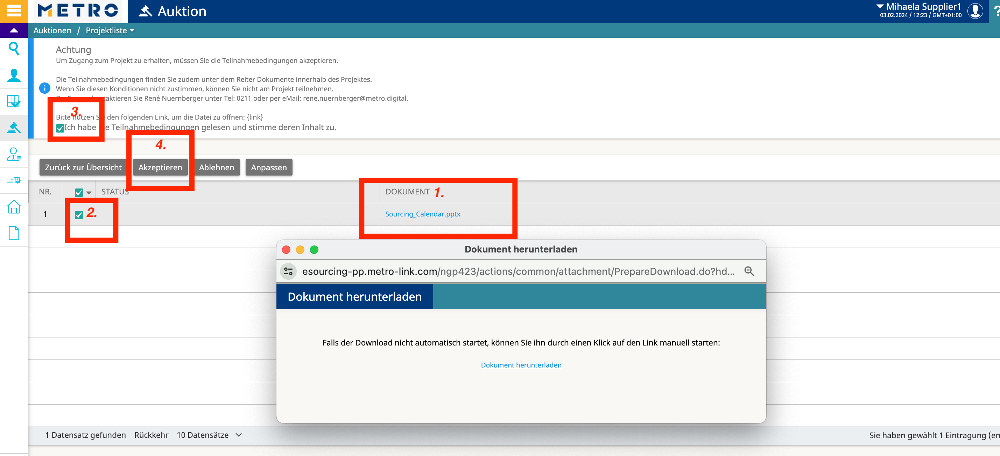 METRO
Auktion
Mihaela Supplier1
03.02.2024 / 12:23 / GMT+01:00
?
Auktionen / Projektliste
Achtung
Um Zugang zum Projekt zu erhalten, müssen Sie die Teilnahmebedingungen akzeptieren.
Die Teilnahmebedingungen finden Sie zudem unter dem Reiter Dokumente innerhalb des Projektes.
Wenn Sie diesen Konditionen nicht zustimmen, können Sie nicht am Projekt teilnehmen.
Sie René Nuernberger unter Tel: 0211 oder per eMail: rene.nuernberger@metro.digital.
3.
Bitte nutzen Sie den folgenden Link, um die Datei zu öffnen: {link}
Ich habe die Teilnahmebedingungen gelesen und stimme deren Inhalt zu.
4.
Zurück zur Übersicht Akzeptieren Ablehnen Anpassen
NR. STATUS DOKUMENT 1.
1 2. Sourcing_Calendar.pptx
Dokument herunterladen
esourcing-pp.metro-link.com/ngp423/actions/common/attachment/PrepareDownload.do?hd...
Dokument herunterladen
Falls der Download nicht automatisch startet, können Sie ihn durch einen Klick auf den Link manuell starten:
Dokument herunterladen
1 Datensatz gefunden Rückkehr 10 Datensätze
Sie haben gewählt 1 Eintragung (en